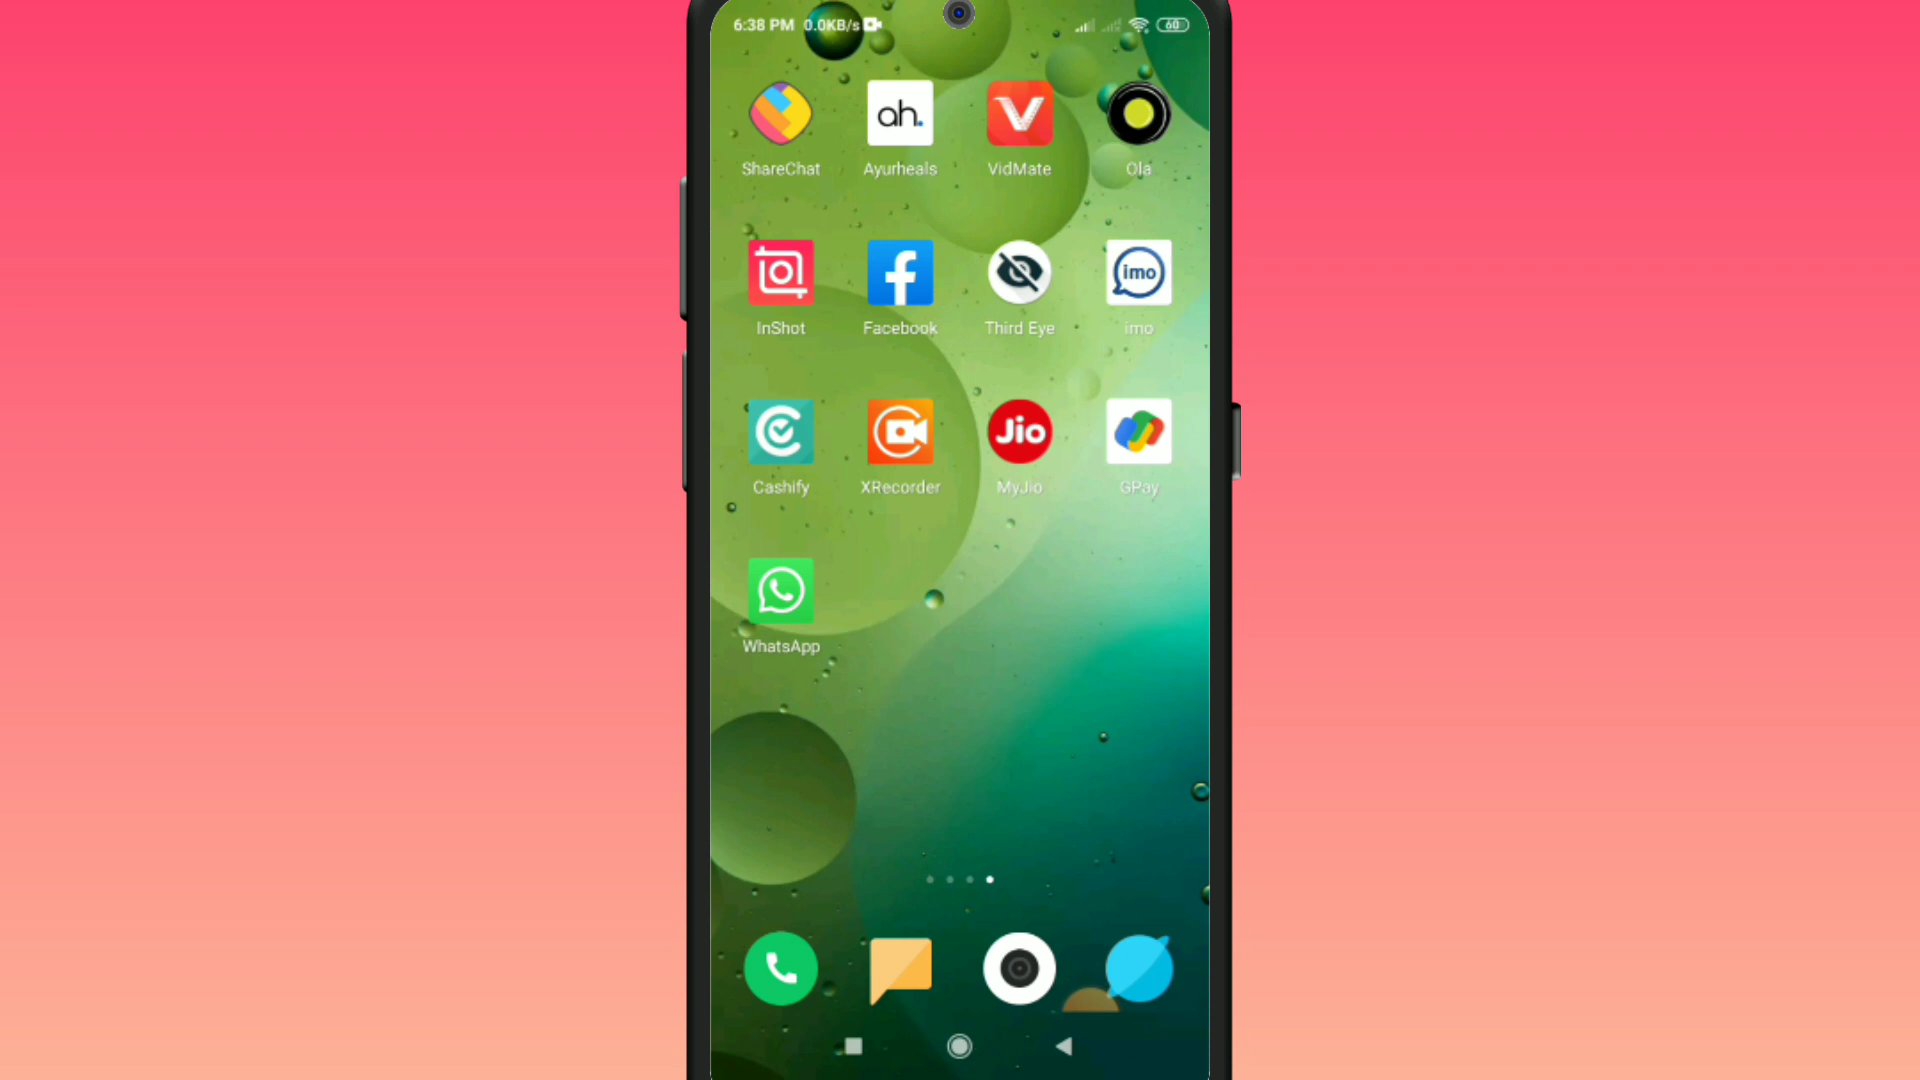 6:38 PM 0.0KB/s 60
ah.
V
ShareChat Ayurheals VidMate Ola
f
imo
InShot Facebook Third Eye imo
Jio
Cashify XRecorder MyJio GPay
WhatsApp